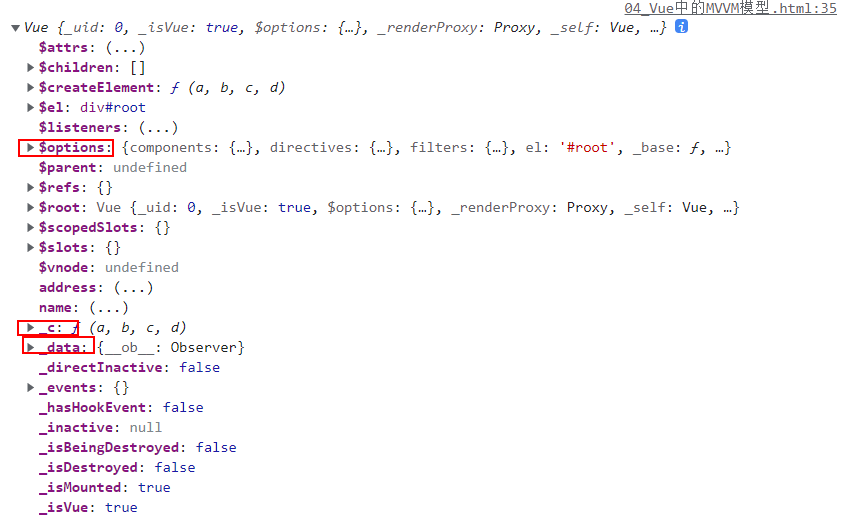 04_Vue中的MVVM模型.html:35
Vue {_uid: 0, _isVue: true, $options: {…}, _renderProxy: Proxy, _self: Vue, …}
$attrs: (...)
$children: []
$createElement: ƒ (a, b, c, d)
$el: div#root
$listeners: (...)
$options: {components: {…}, directives: {…}, filters: {…}, el: '#root', _base: ƒ, …}
$parent: undefined
$refs: {}
$root: Vue {_uid: 0, _isVue: true, $options: {…}, _renderProxy: Proxy, _self: Vue, …}
$scopedSlots: {}
$slots: {}
$vnode: undefined
address: (...)
name: (...)
_c: ƒ (a, b, c, d)
_data: {__ob__: Observer}
_directInactive: false
_events: {}
_hasHookEvent: false
_inactive: null
_isBeingDestroyed: false
_isDestroyed: false
_isMounted: true
_isVue: true